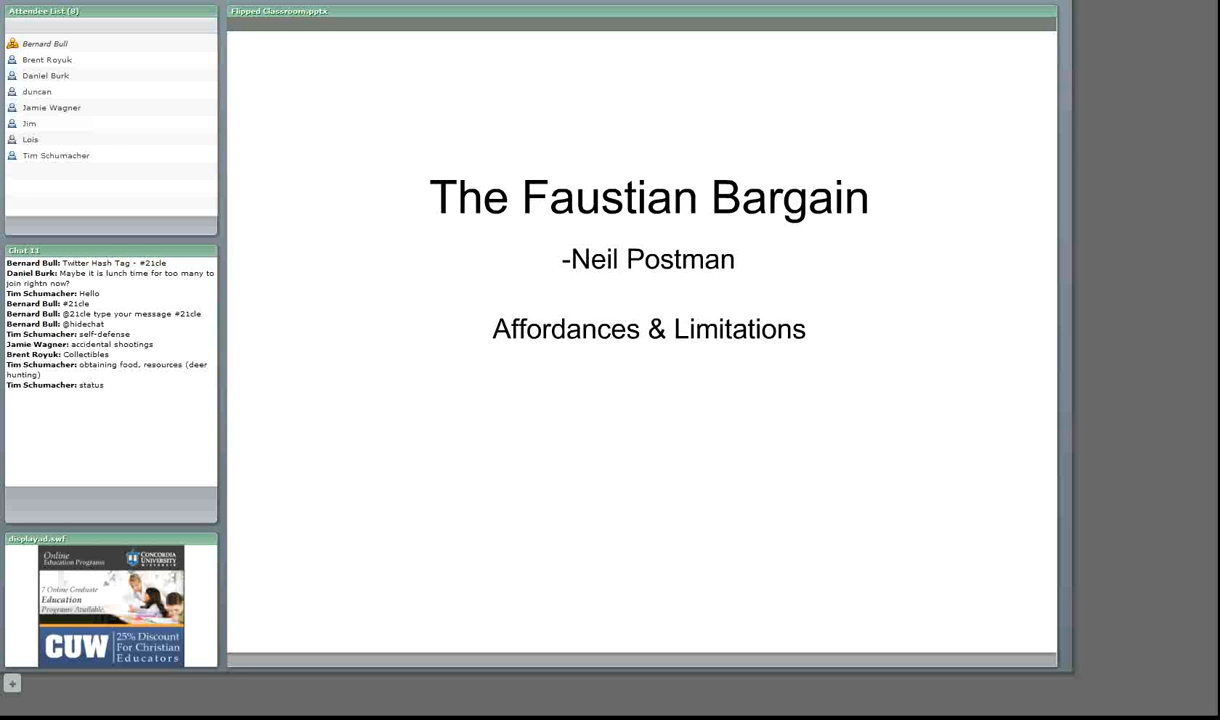 Attendee List (8)
Bernard Bull
Brent Royuk
Daniel Burk
duncan
Jamie Wagner
Jim
Lois
Tim Schumacher
Chat 11
Bernard Bull: Twitter Hash Tag - #21cle
Daniel Burk: Maybe it is lunch time for too many to
join rightn now?
Tim Schumacher: Hello
Bernard Bull: #21cle
Bernard Bull: @21cle type your message #21cle
Bernard Bull: @hidechat
Tim Schumacher: self-defense
Jamie Wagner: accidental shootings
Brent Royuk: Collectibles
Tim Schumacher: obtaining food, resources (deer
hunting)
Tim Schumacher: status
displayad.swf
Online
Education Programs
CONCORDIA
UNIVERSITY
7 Online Graduate
Education
Programs Available.
CUW
25% Discount
For Christian
Educators
Flipped Classroom.pptx
The Faustian Bargain
-Neil Postman
Affordances & Limitations